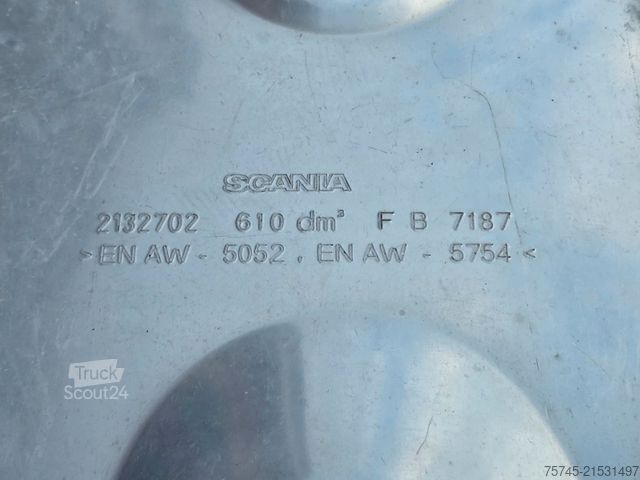 SCANIA
2132702 610 dm³ F B 7187
>EN AW - 5052 , EN AW - 5754<
Truck
Scout24
75745-21531497